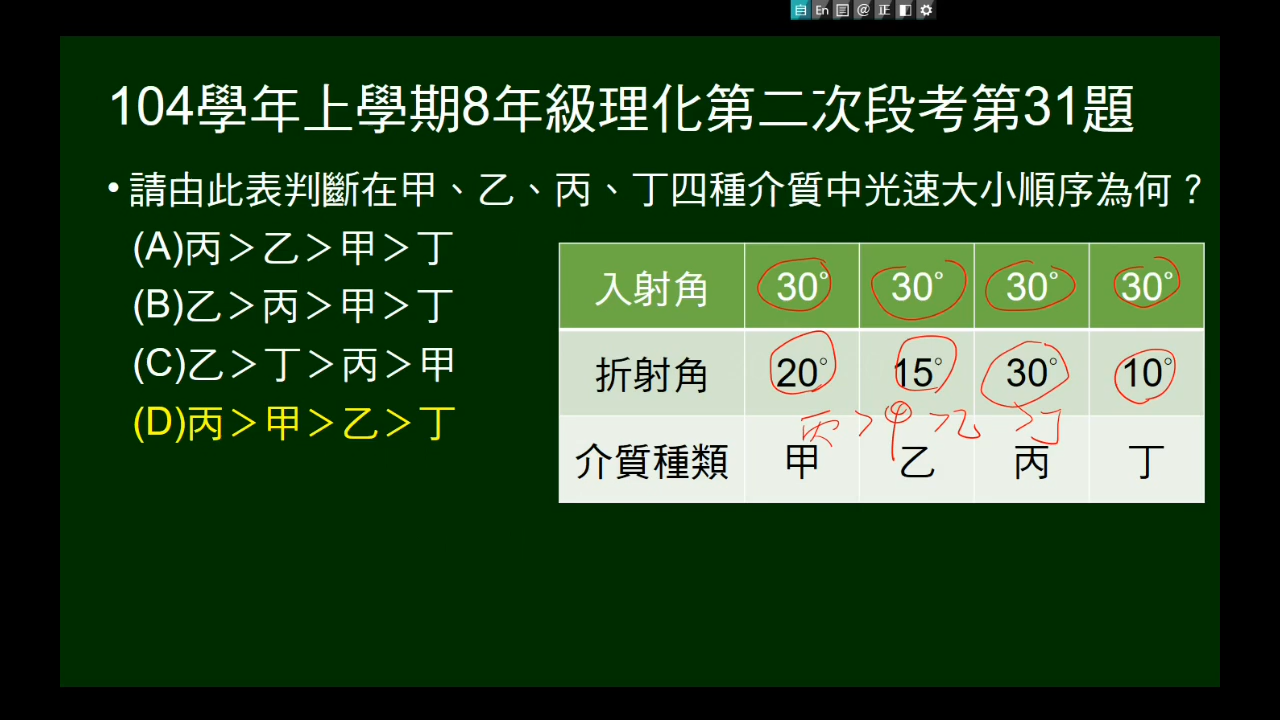 自 En @ 正
104學年上學期8年級理化第二次段考第31題
•請由此表判斷在甲、乙、丙、丁四種介質中光速大小順序為何？
(A)丙＞乙＞甲＞丁
(B)乙＞丙＞甲＞丁
(C)乙＞丁＞丙＞甲
(D)丙＞甲＞乙＞丁
入射角 30° 30° 30° 30°
折射角 20° 15° 30° 10°
丙＞甲＞乙＞丁
介質種類 甲 乙 丙 丁